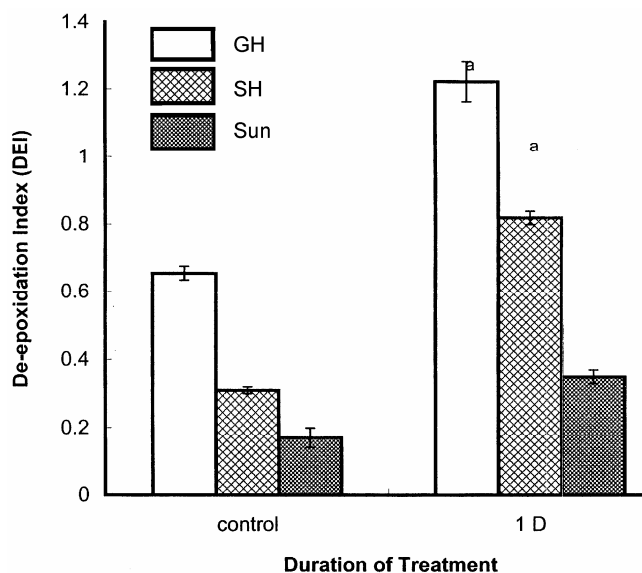 1.4
1.2
1
0.8
0.6
0.4
0.2
0
De-epoxidation Index (DEI)
GH
SH
Sun
a
a
control
1 D
Duration of Treatment